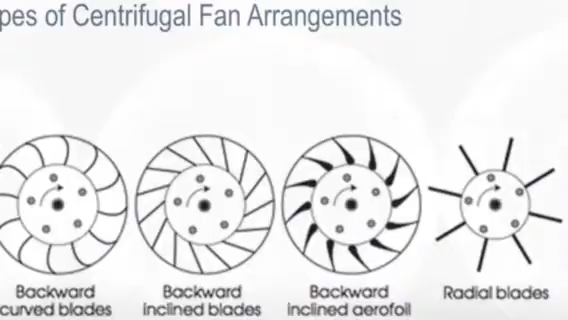 pes of Centrifugal Fan Arrangements
Backward
curved blades
Backward
inclined blades
Backward
inclined aerofoil
Radial blades